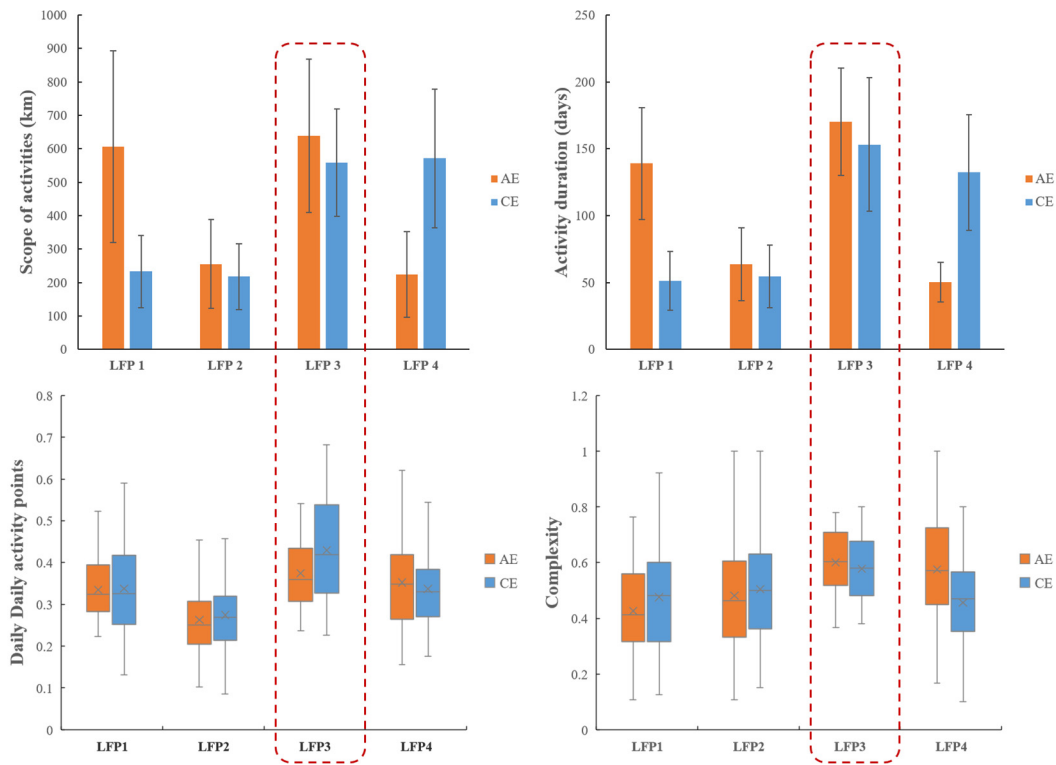 Scope of activities (km)
1000
900
800
700
600
500
400
300
200
100
0
LFP 1
LFP 2
LFP 3
LFP 4
AE
CE
Activity duration (days)
250
200
150
100
50
0
LFP 1
LFP 2
LFP 3
LFP 4
AE
CE
Daily Daily activity points
0.8
0.7
0.6
0.5
0.4
0.3
0.2
0.1
0
LFP1
LFP2
LFP3
LFP4
AE
CE
Complexity
1.2
1
0.8
0.6
0.4
0.2
0
LFP1
LFP2
LFP3
LFP4
AE
CE